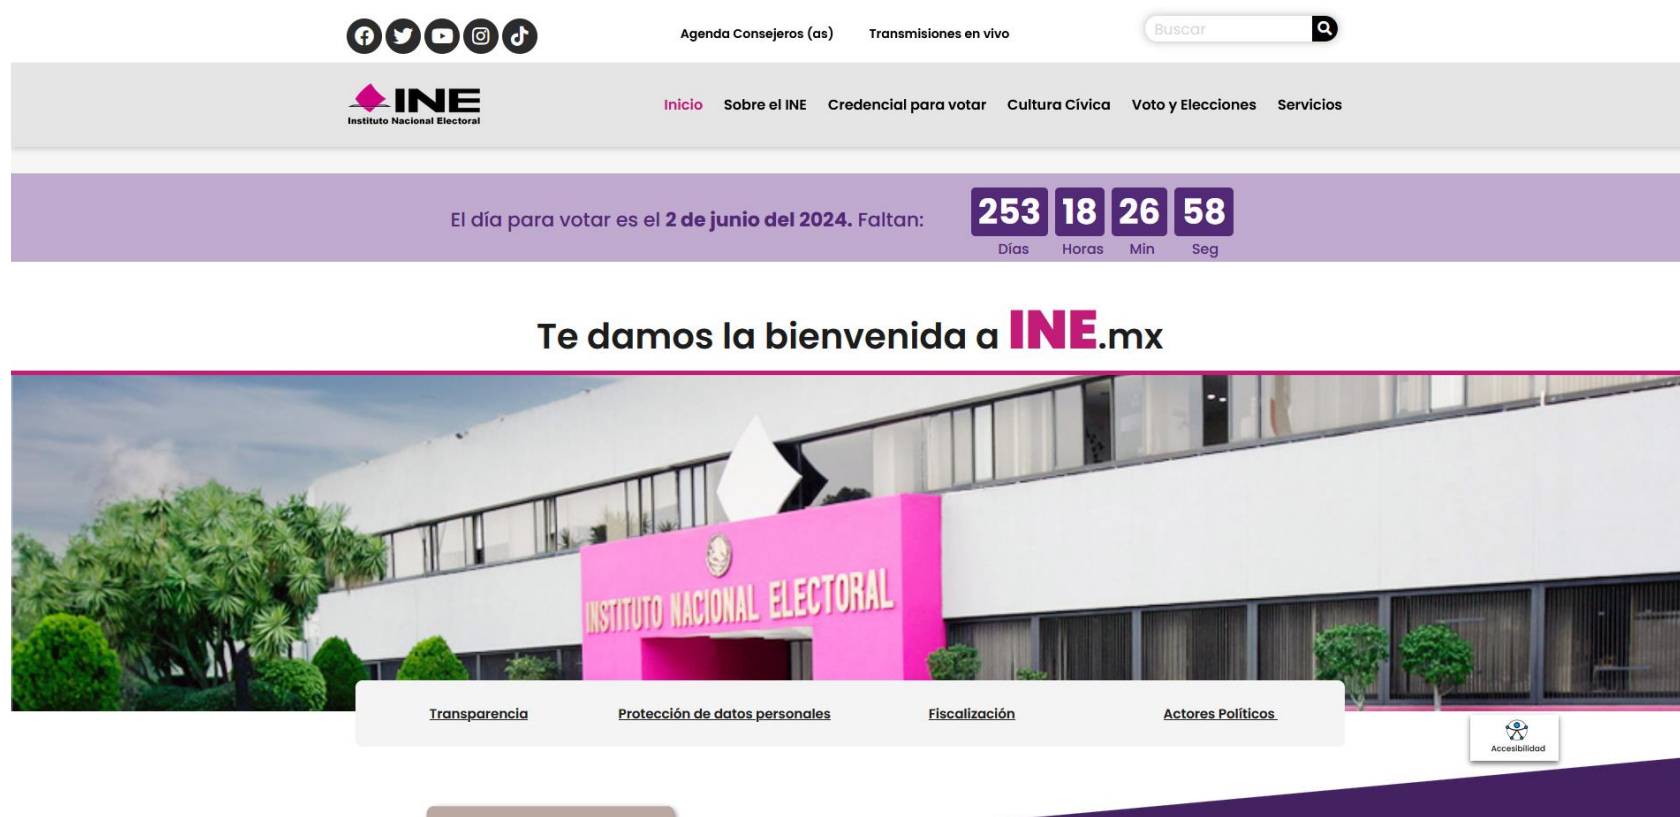 Agenda Consejeros (as) Transmisiones en vivo Buscar
INE
Instituto Nacional Electoral
Inicio Sobre el INE Credencial para votar Cultura Cívica Voto y Elecciones Servicios
El día para votar es el 2 de junio del 2024. Faltan:
253 18 26 58
Días Horas Min Seg
Te damos la bienvenida a INE.mx
INSTITUTO NACIONAL ELECTORAL
Transparencia Protección de datos personales Fiscalización Actores Políticos
Accesibilidad